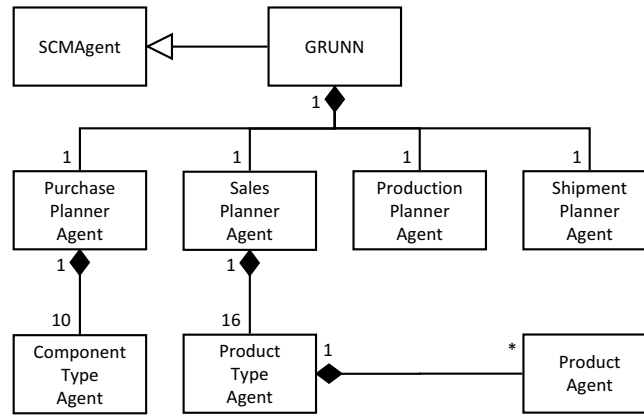 SCMAgent
GRUNN
1
1
1
1
1
Purchase
Planner
Agent
Sales
Planner
Agent
Production
Planner
Agent
Shipment
Planner
Agent
1
1
10
16
Component
Type
Agent
Product
Type
Agent
1
*
Product
Agent